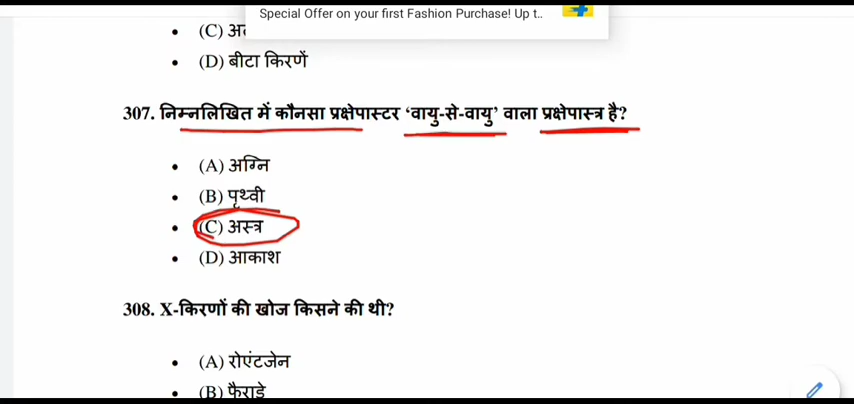 Special Offer on your first Fashion Purchase! Up t..
(C)
(D) बीटा किरणें
307. निम्नलिखित में कौनसा प्रक्षेपास्टर ‘वायु-से-वायु’ वाला प्रक्षेपास्त्र है?
(A) अग्नि
(B) पृथ्वी
(C) अस्त्र
(D) आकाश
308. X-किरणों की खोज किसने की थी?
(A) रोएंटजेन
(B) फैराडे